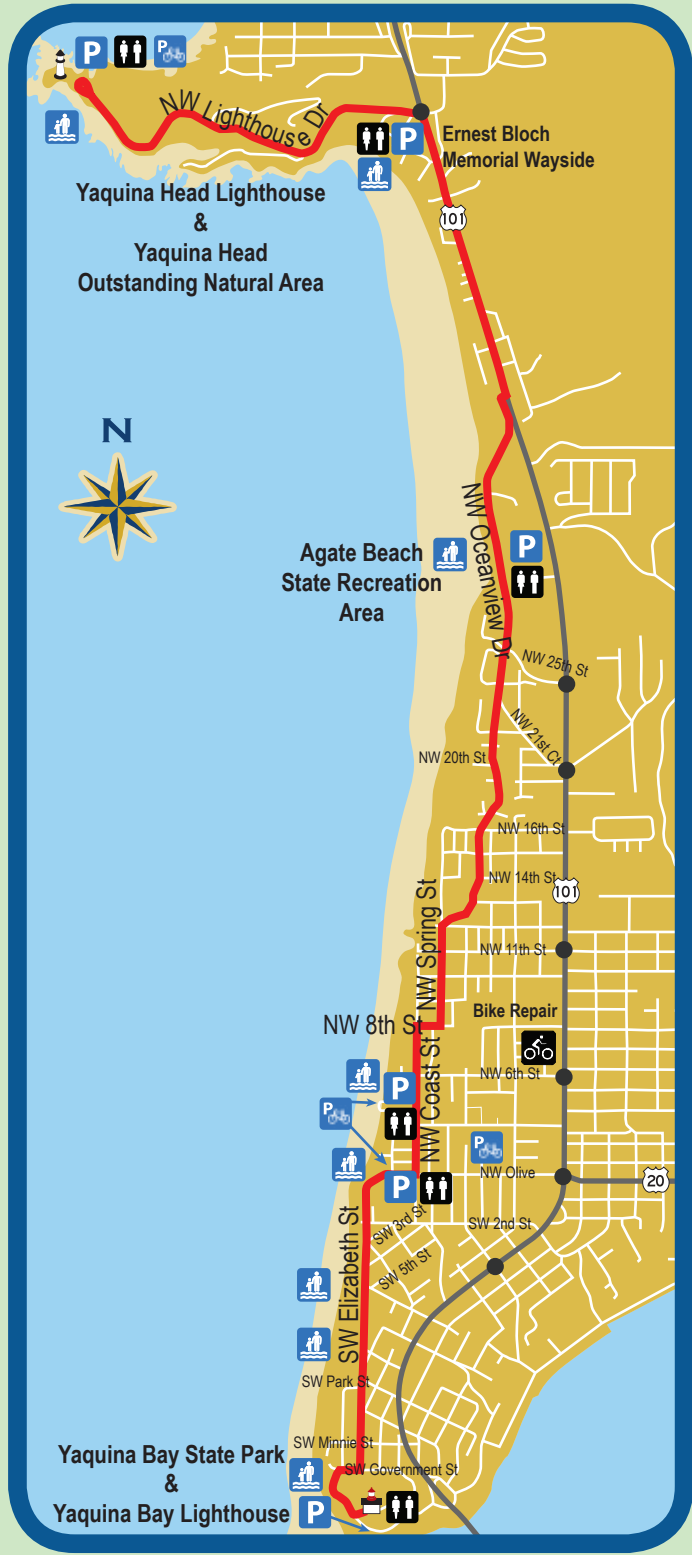 P
P
NW Lighthouse Dr
P
Ernest Bloch
Memorial Wayside
Yaquina Head Lighthouse
&
Yaquina Head
Outstanding Natural Area
101
N
NW Oceanview Dr
P
Agate Beach
State Recreation
Area
NW 25th St
NW 21st Ct
NW 20th St
NW 16th St
NW 14th St
101
NW Spring St
NW 11th St
Bike Repair
NW 8th St
NW Coast St
NW 6th St
P
P
P
NW Olive
P
20
SW 3rd St
SW 2nd St
SW Elizabeth St
SW 5th St
SW Park St
SW Minnie St
SW Government St
Yaquina Bay State Park
&
Yaquina Bay Lighthouse
P